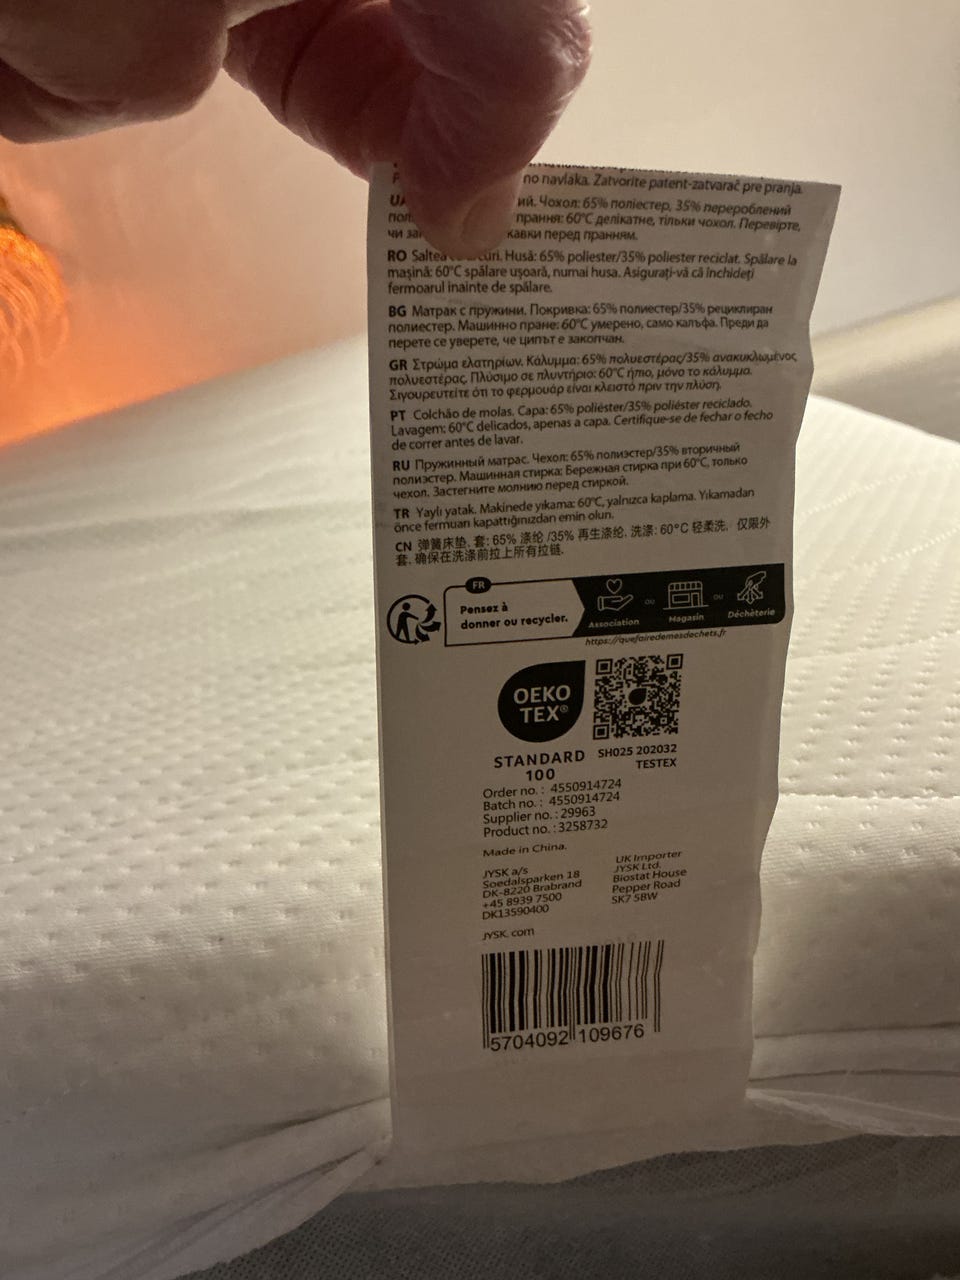 no navlaka. Zatvorite patent-zatvarač pre pranja.
ий. Чохол: 65% поліестер, 35% перероблений
прання: 60°C делікатне, тільки чохол. Перевірте,
чи кавки перед пранням.
RO Saltea Husă: 65% poliester/35% poliester reciclat. Spălare la
mașină: 60°C spălare ușoară, numai husa. Asigurați-vă că închideți
fermoarul înainte de spălare.
BG Матрак с пружини. Покривка: 65% полиестер/35% рециклиран
полиестер. Машинно пране: 60°C умерено, само калъфа. Преди да
перете се уверете, че ципът е закопчан.
GR Στρώμα ελατηρίων. Κάλυμμα: 65% πολυεστέρας/35% ανακυκλωμένος
πολυεστέρας. Πλύσιμο σε πλυντήριο: 60°C ήπιο, μόνο το κάλυμμα.
Σιγουρευτείτε ότι το φερμουάρ είναι κλειστό πριν την πλύση.
PT Colchão de molas. Capa: 65% poliéster/35% poliéster reciclado.
Lavagem: 60°C delicados, apenas a capa. Certifique-se de fechar o fecho
de correr antes de lavar.
RU Пружинный матрас. Чехол: 65% полиэстер/35% вторичный
полиэстер. Машинная стирка: Бережная стирка при 60°C, только
чехол. Застегните молнию перед стиркой.
TR Yaylı yatak. Makinede yıkama: 60°C, yalnızca kaplama. Yıkamadan
önce fermuarı kapattığınızdan emin olun.
CN 弹簧床垫. 套: 65% 涤纶 /35% 再生涤纶. 洗涤: 60°C 轻柔洗. 仅限外
套. 确保在洗涤前拉上所有拉链.
FR
Pensez à
donner ou recycler.
Association ou Magasin ou Déchèterie
https://quefairedemesdechets.fr
OEKO
TEX®
STANDARD
100
SH025 202032
TESTEX
Order no. : 4550914724
Batch no. : 4550914724
Supplier no. : 29963
Product no. : 3258732
Made in China.
JYSK a/s
Soedalsparken 18
DK-8220 Brabrand
+45 8939 7500
DK13590400
UK Importer
JYSK Ltd.
Biostat House
Pepper Road
SK7 5BW
JYSK.com
5704092 109676